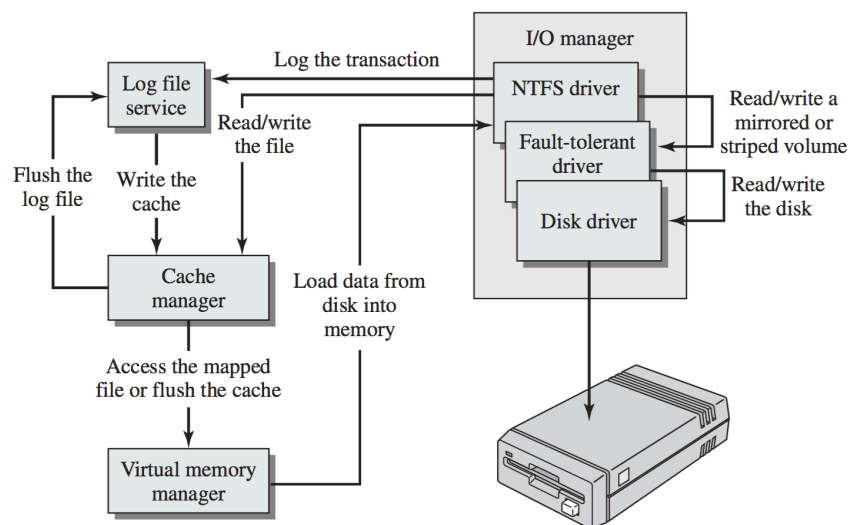 I/O manager
Log the transaction
Log file
service
NTFS driver
Read/write
the file
Read/write a
mirrored or
striped volume
Fault-tolerant
driver
Flush the
log file
Write the
cache
Read/write
the disk
Disk driver
Cache
manager
Load data from
disk into
memory
Access the mapped
file or flush the cache
Virtual memory
manager